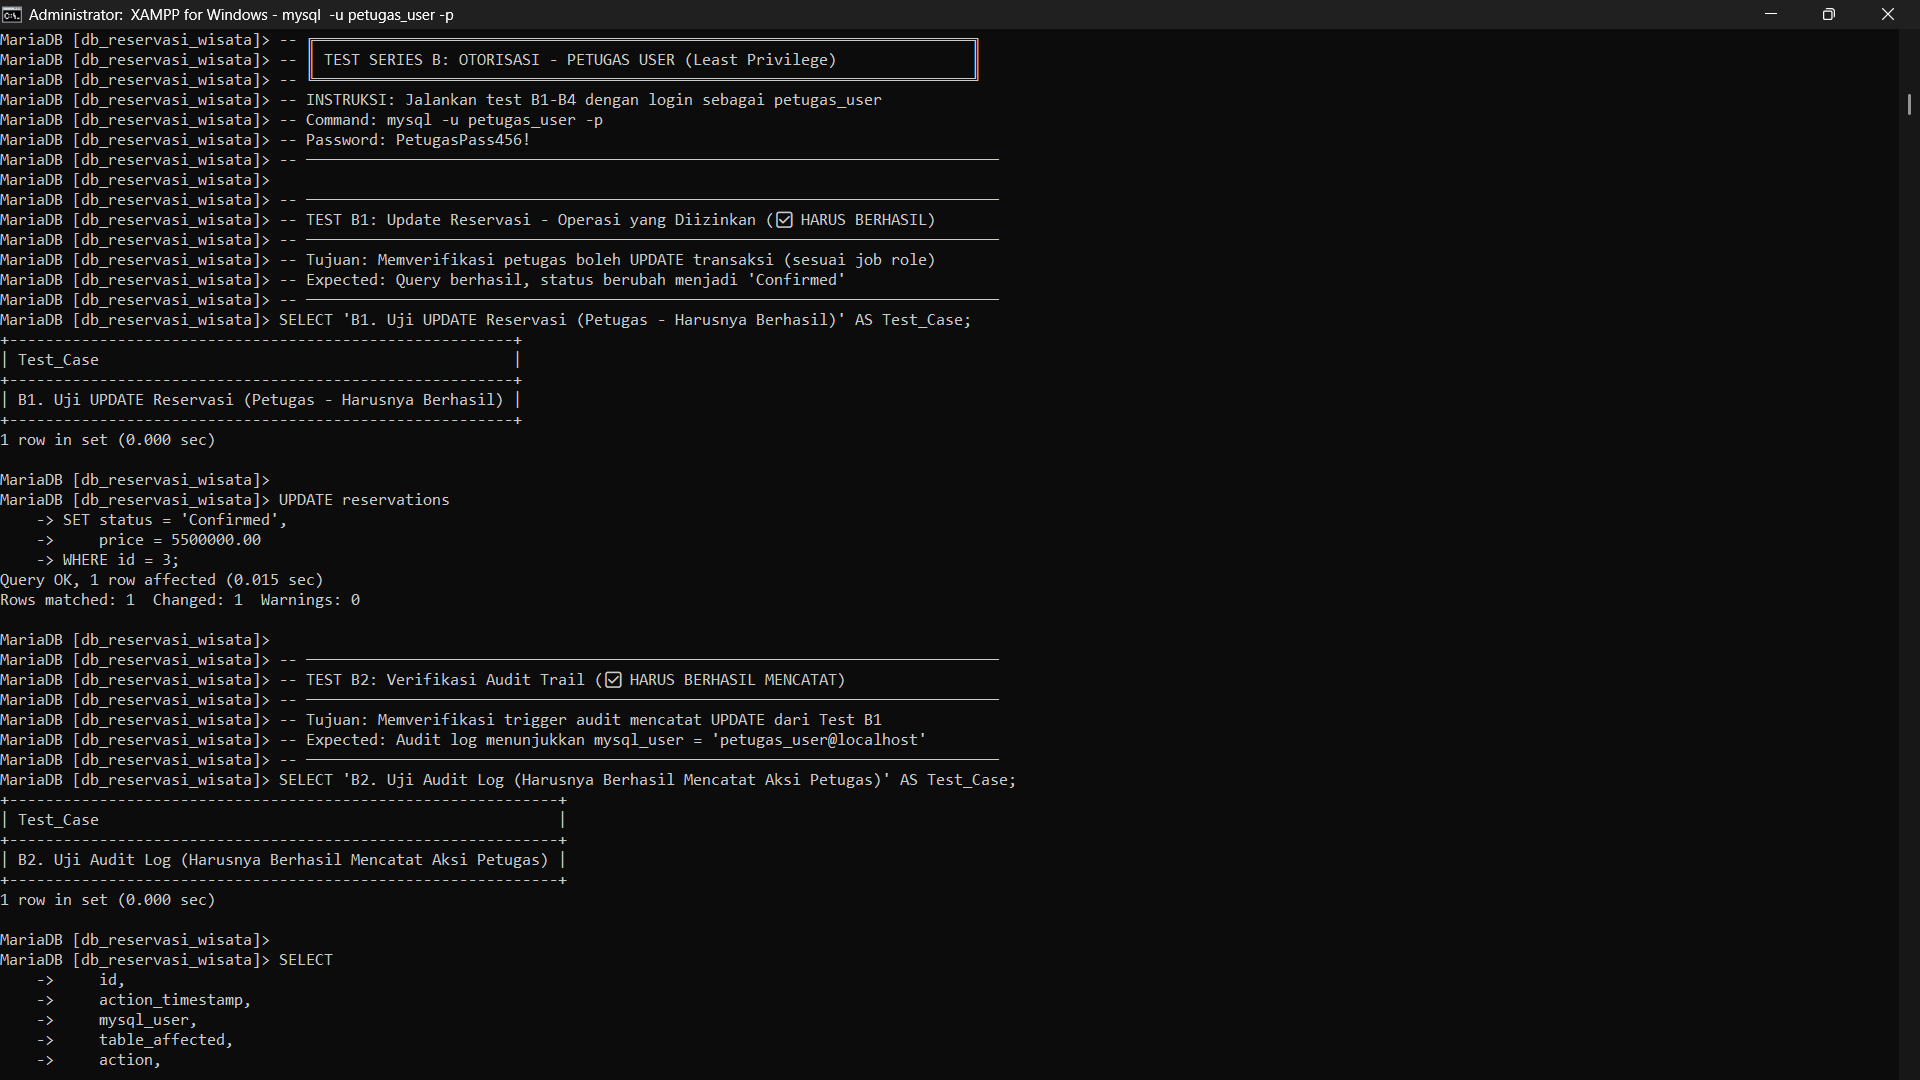 Administrator: XAMPP for Windows - mysql -u petugas_user -p
MariaDB [db_reservasi_wisata]> -- ╔══════════════════════════════════════════════════════════════════════════╗
MariaDB [db_reservasi_wisata]> -- ║ TEST SERIES B: OTORISASI - PETUGAS USER (Least Privilege)                ║
MariaDB [db_reservasi_wisata]> -- ╚══════════════════════════════════════════════════════════════════════════╝
MariaDB [db_reservasi_wisata]> -- INSTRUKSI: Jalankan test B1-B4 dengan login sebagai petugas_user
MariaDB [db_reservasi_wisata]> -- Command: mysql -u petugas_user -p
MariaDB [db_reservasi_wisata]> -- Password: PetugasPass456!
MariaDB [db_reservasi_wisata]> -- ─────────────────────────────────────────────────────────────────────────────
MariaDB [db_reservasi_wisata]>
MariaDB [db_reservasi_wisata]> -- ─────────────────────────────────────────────────────────────────────────────
MariaDB [db_reservasi_wisata]> -- TEST B1: Update Reservasi - Operasi yang Diizinkan (☑ HARUS BERHASIL)
MariaDB [db_reservasi_wisata]> -- ─────────────────────────────────────────────────────────────────────────────
MariaDB [db_reservasi_wisata]> -- Tujuan: Memverifikasi petugas boleh UPDATE transaksi (sesuai job role)
MariaDB [db_reservasi_wisata]> -- Expected: Query berhasil, status berubah menjadi 'Confirmed'
MariaDB [db_reservasi_wisata]> -- ─────────────────────────────────────────────────────────────────────────────
MariaDB [db_reservasi_wisata]> SELECT 'B1. Uji UPDATE Reservasi (Petugas - Harusnya Berhasil)' AS Test_Case;
+--------------------------------------------------------+
| Test_Case                                              |
+--------------------------------------------------------+
| B1. Uji UPDATE Reservasi (Petugas - Harusnya Berhasil) |
+--------------------------------------------------------+
1 row in set (0.000 sec)
MariaDB [db_reservasi_wisata]>
MariaDB [db_reservasi_wisata]> UPDATE reservations
    -> SET status = 'Confirmed',
    ->     price = 5500000.00
    -> WHERE id = 3;
Query OK, 1 row affected (0.015 sec)
Rows matched: 1  Changed: 1  Warnings: 0
MariaDB [db_reservasi_wisata]>
MariaDB [db_reservasi_wisata]> -- ─────────────────────────────────────────────────────────────────────────────
MariaDB [db_reservasi_wisata]> -- TEST B2: Verifikasi Audit Trail (☑ HARUS BERHASIL MENCATAT)
MariaDB [db_reservasi_wisata]> -- ─────────────────────────────────────────────────────────────────────────────
MariaDB [db_reservasi_wisata]> -- Tujuan: Memverifikasi trigger audit mencatat UPDATE dari Test B1
MariaDB [db_reservasi_wisata]> -- Expected: Audit log menunjukkan mysql_user = 'petugas_user@localhost'
MariaDB [db_reservasi_wisata]> -- ─────────────────────────────────────────────────────────────────────────────
MariaDB [db_reservasi_wisata]> SELECT 'B2. Uji Audit Log (Harusnya Berhasil Mencatat Aksi Petugas)' AS Test_Case;
+-------------------------------------------------------------+
| Test_Case                                                   |
+-------------------------------------------------------------+
| B2. Uji Audit Log (Harusnya Berhasil Mencatat Aksi Petugas) |
+-------------------------------------------------------------+
1 row in set (0.000 sec)
MariaDB [db_reservasi_wisata]>
MariaDB [db_reservasi_wisata]> SELECT
    ->     id,
    ->     action_timestamp,
    ->     mysql_user,
    ->     table_affected,
    ->     action,